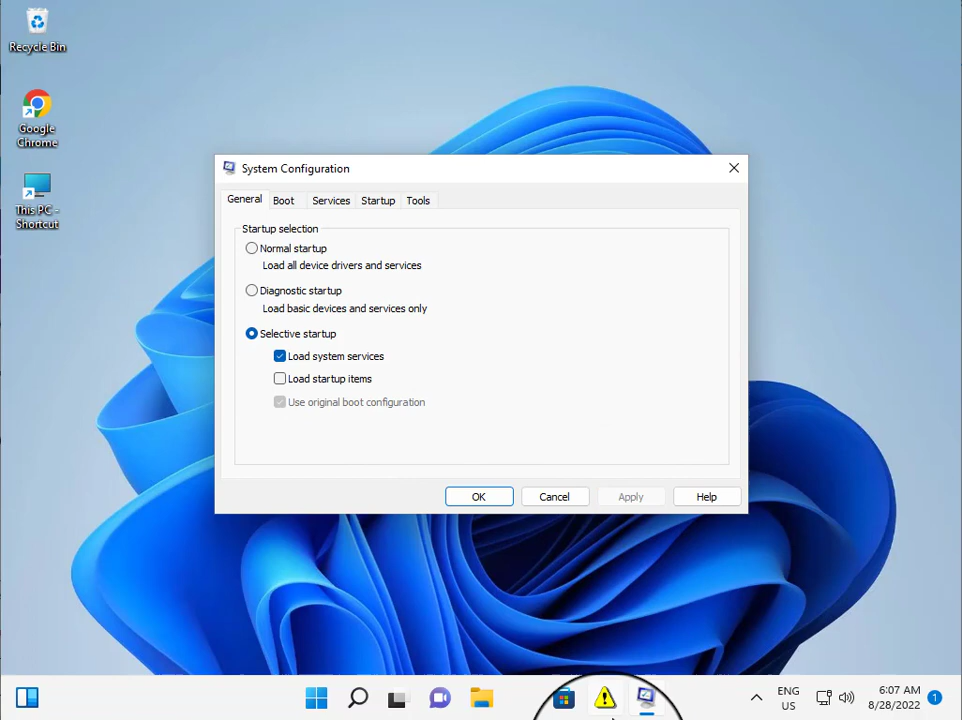 Recycle Bin
Google
Chrome
This PC -
Shortcut
System Configuration
General
Boot
Services
Startup
Tools
Startup selection
Normal startup
Load all device drivers and services
Diagnostic startup
Load basic devices and services only
Selective startup
Load system services
Load startup items
Use original boot configuration
OK
Cancel
Apply
Help
ENG
US
6:07 AM
8/28/2022
1